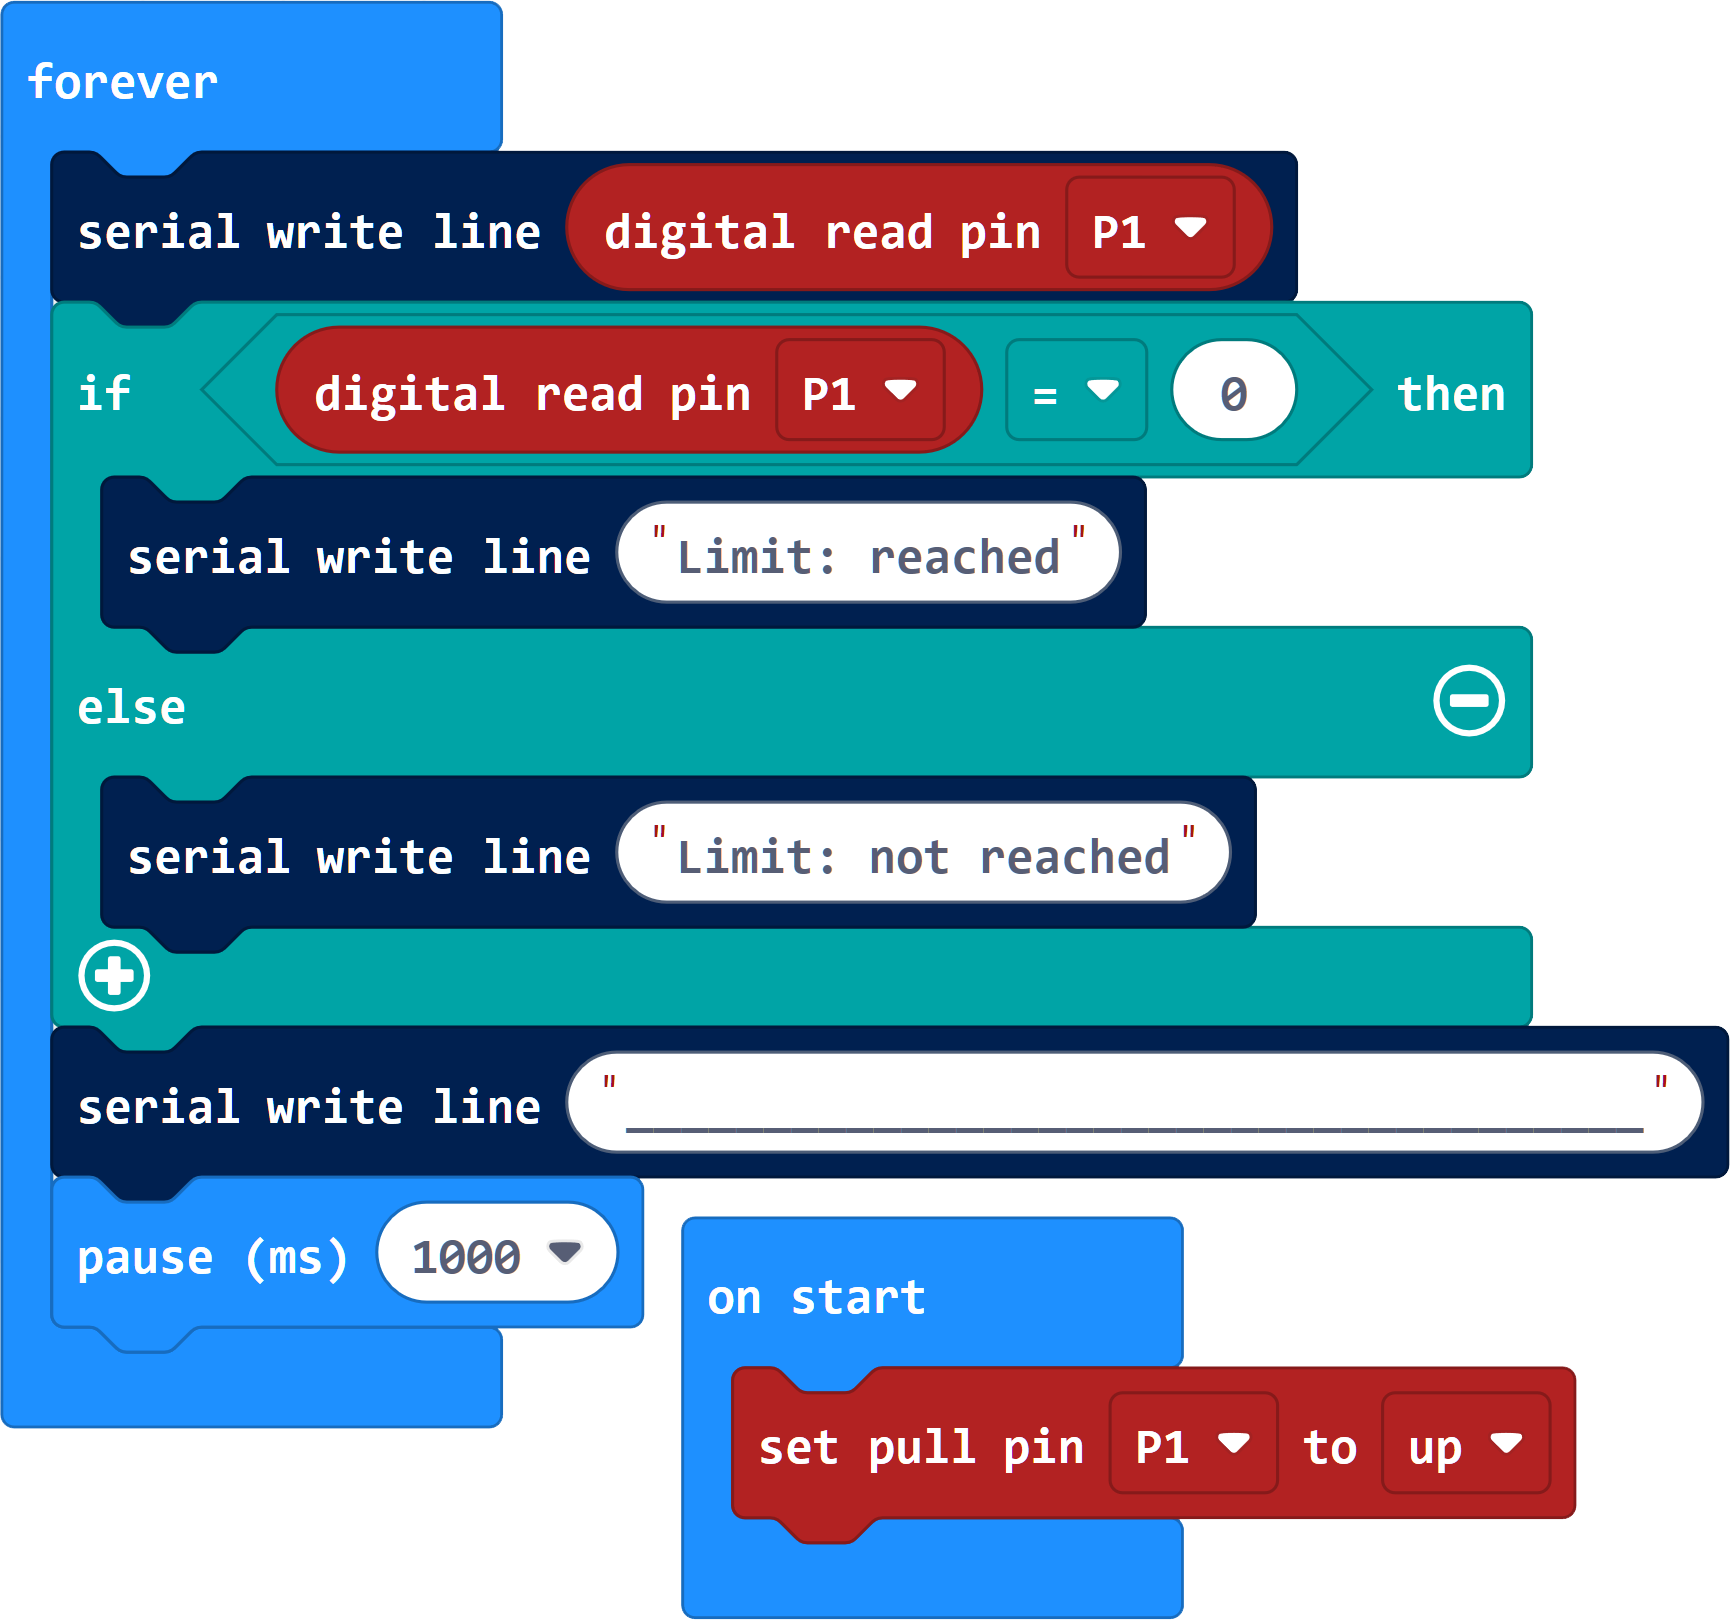 forever
serial write line digital read pin P1
if digital read pin P1 = 0 then
serial write line "Limit: reached"
else
serial write line "Limit: not reached"
serial write line "_____________________________________"
pause (ms) 1000
on start
set pull pin P1 to up